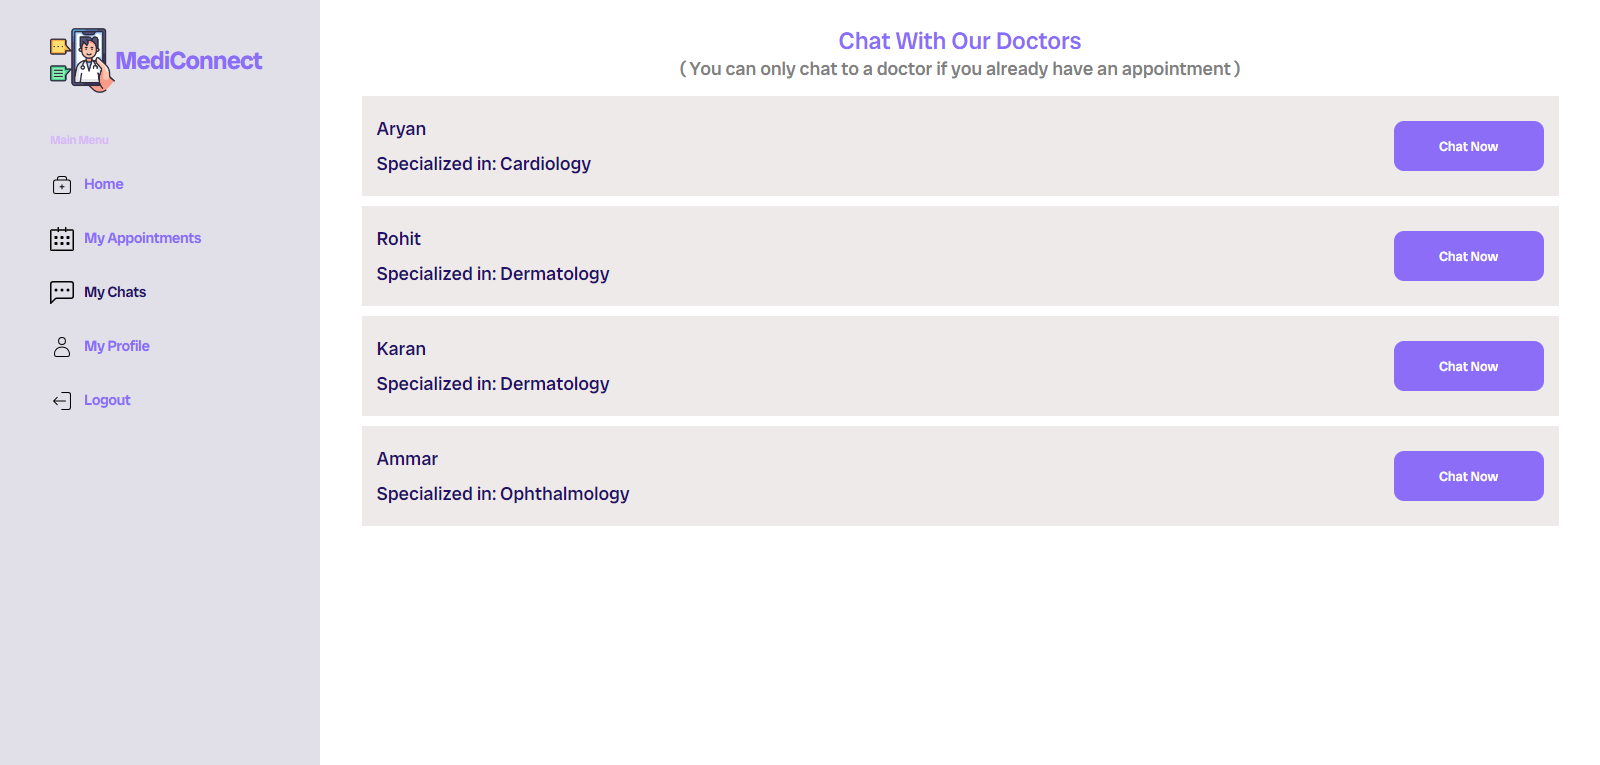 MediConnect
Main Menu
Home
My Appointments
My Chats
My Profile
Logout
Chat With Our Doctors
( You can only chat to a doctor if you already have an appointment )
Aryan
Specialized in: Cardiology
Chat Now
Rohit
Specialized in: Dermatology
Chat Now
Karan
Specialized in: Dermatology
Chat Now
Ammar
Specialized in: Ophthalmology
Chat Now